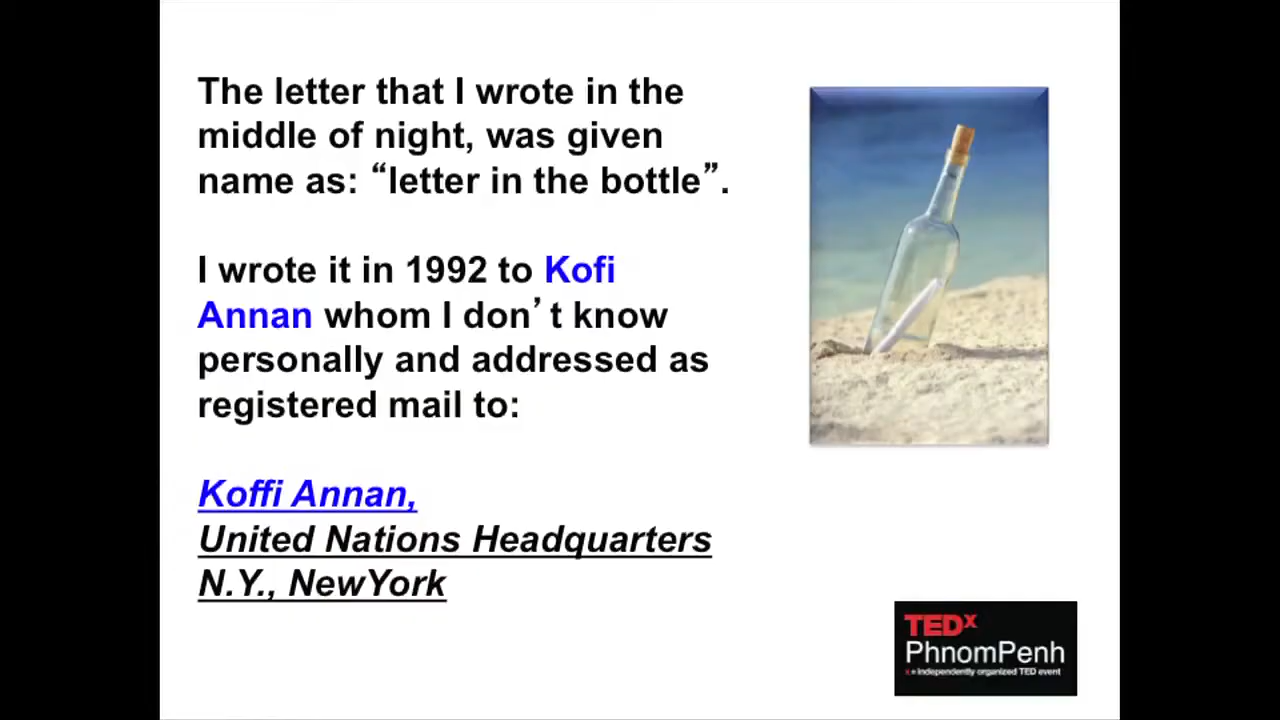 The letter that I wrote in the
middle of night, was given
name as: “letter in the bottle”.
I wrote it in 1992 to Kofi
Annan whom I don’t know
personally and addressed as
registered mail to:
Koffi Annan,
United Nations Headquarters
N.Y., NewYork
TEDx
PhnomPenh
x = independently organized TED event